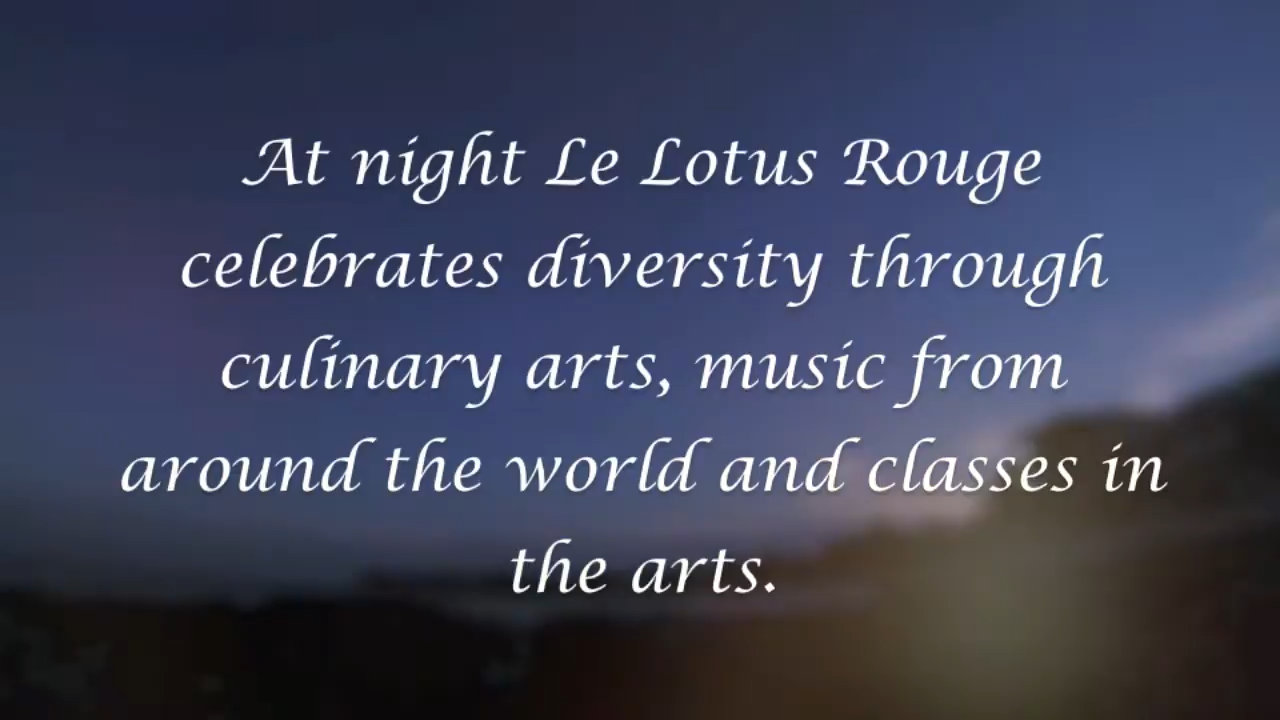 At night Le Lotus Rouge
celebrates diversity through
culinary arts, music from
around the world and classes in
the arts.